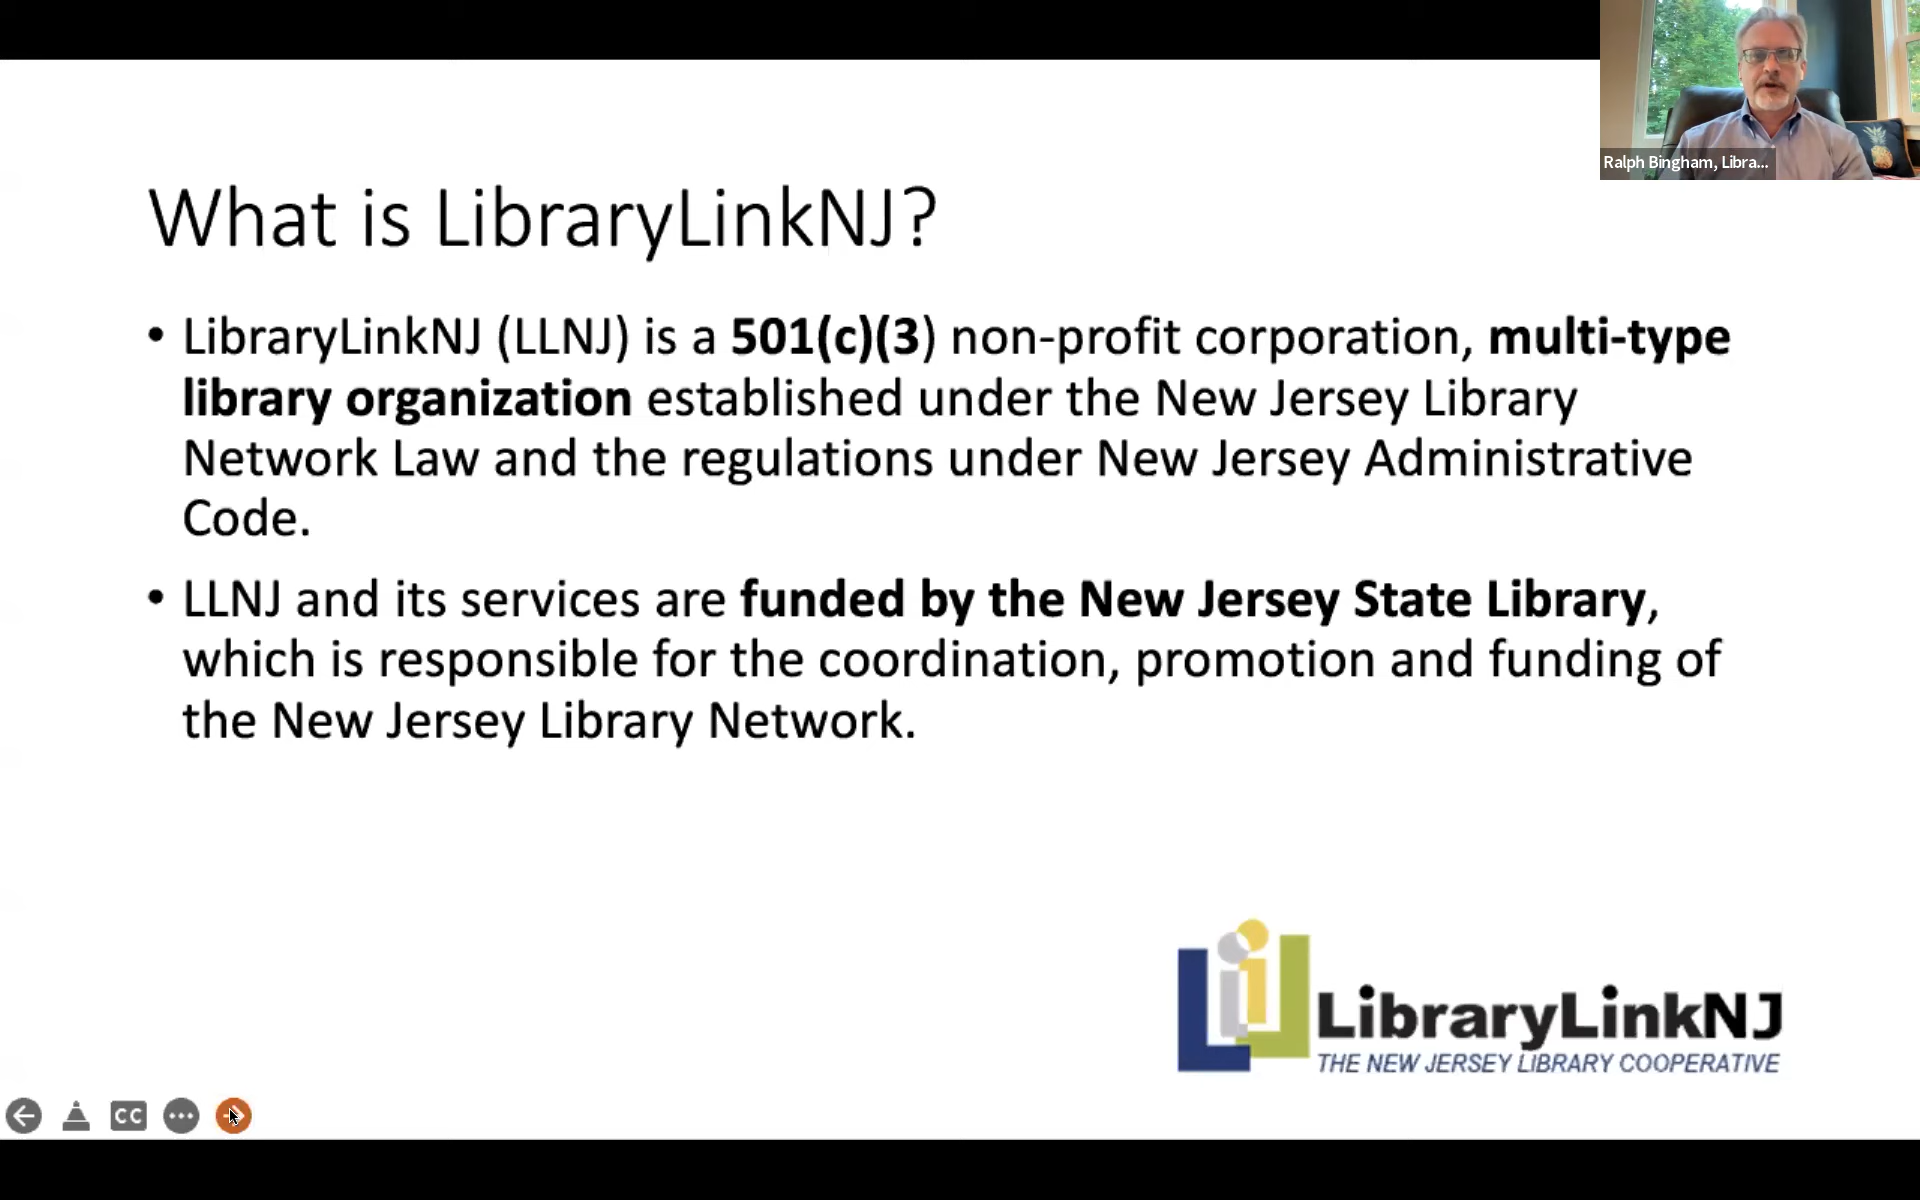 Ralph Bingham, Libra...
What is LibraryLinkNJ?
• LibraryLinkNJ (LLNJ) is a 501(c)(3) non-profit corporation, multi-type
library organization established under the New Jersey Library
Network Law and the regulations under New Jersey Administrative
Code.
• LLNJ and its services are funded by the New Jersey State Library,
which is responsible for the coordination, promotion and funding of
the New Jersey Library Network.
LibraryLinkNJ
THE NEW JERSEY LIBRARY COOPERATIVE
CC